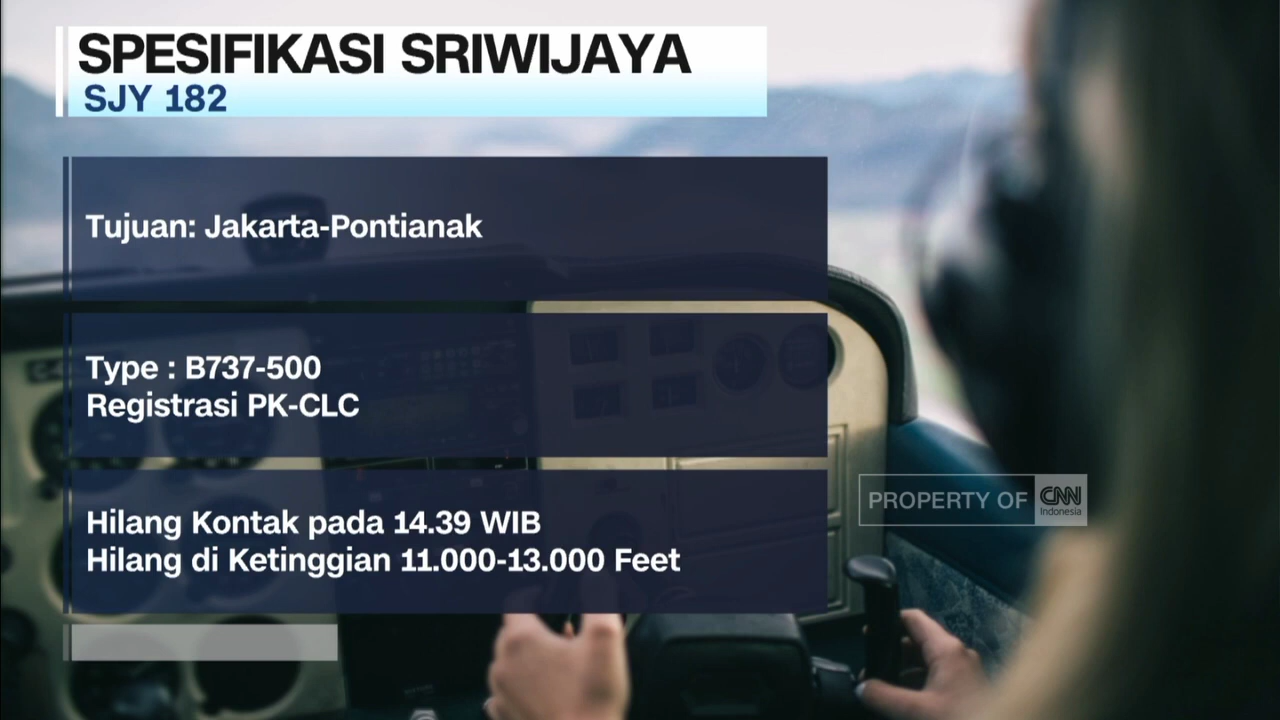 SPESIFIKASI SRIWIJAYA
SJY 182
Tujuan: Jakarta-Pontianak
Type : B737-500
Registrasi PK-CLC
Hilang Kontak pada 14.39 WIB
Hilang di Ketinggian 11.000-13.000 Feet
PROPERTY OF CNN Indonesia